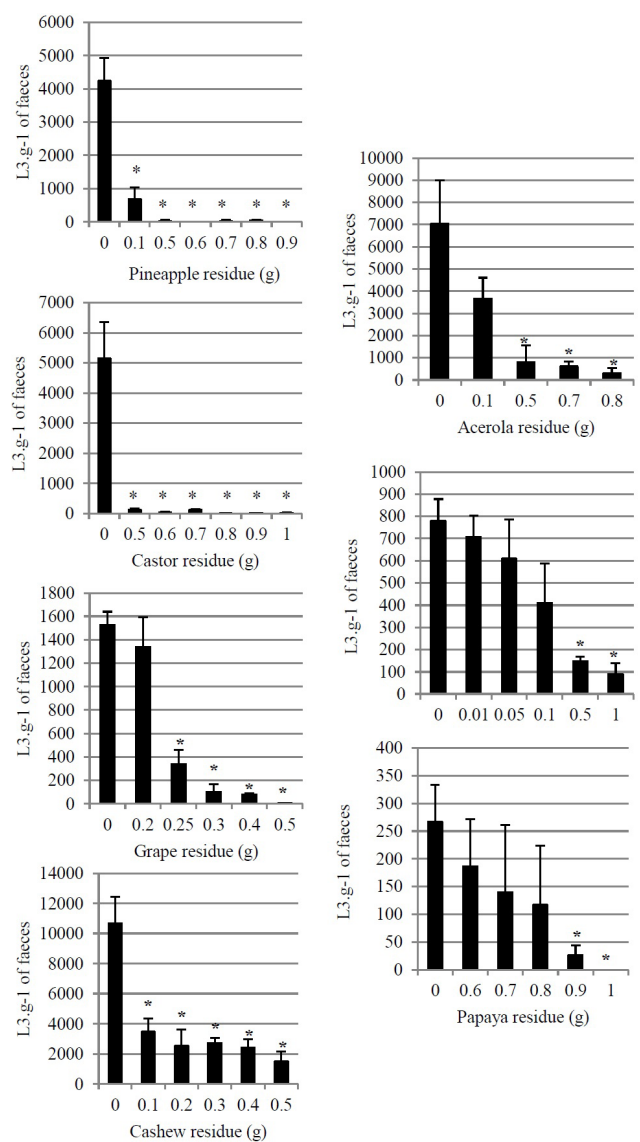 6000
5000
4000
3000
2000
1000
0
L3.g-1 of faeces
* * * * * * *
0 0.1 0.5 0.6 0.7 0.8 0.9
Pineapple residue (g)
7000
6000
5000
4000
3000
2000
1000
0
L3.g-1 of faeces
* * * * * *
0 0.5 0.6 0.7 0.8 0.9 1
Castor residue (g)
1800
1600
1400
1200
1000
800
600
400
200
0
L3.g-1 of faeces
* * * *
0 0.2 0.25 0.3 0.4 0.5
Grape residue (g)
14000
12000
10000
8000
6000
4000
2000
0
L3.g-1 of faeces
* * * * *
0 0.1 0.2 0.3 0.4 0.5
Cashew residue (g)
10000
9000
8000
7000
6000
5000
4000
3000
2000
1000
0
L3.g-1 of faeces
* * *
0 0.1 0.5 0.7 0.8
Acerola residue (g)
1000
900
800
700
600
500
400
300
200
100
0
L3.g-1 of faeces
* *
0 0.01 0.05 0.1 0.5 1
400
350
300
250
200
150
100
50
0
L3.g-1 of faeces
* *
0 0.6 0.7 0.8 0.9 1
Papaya residue (g)